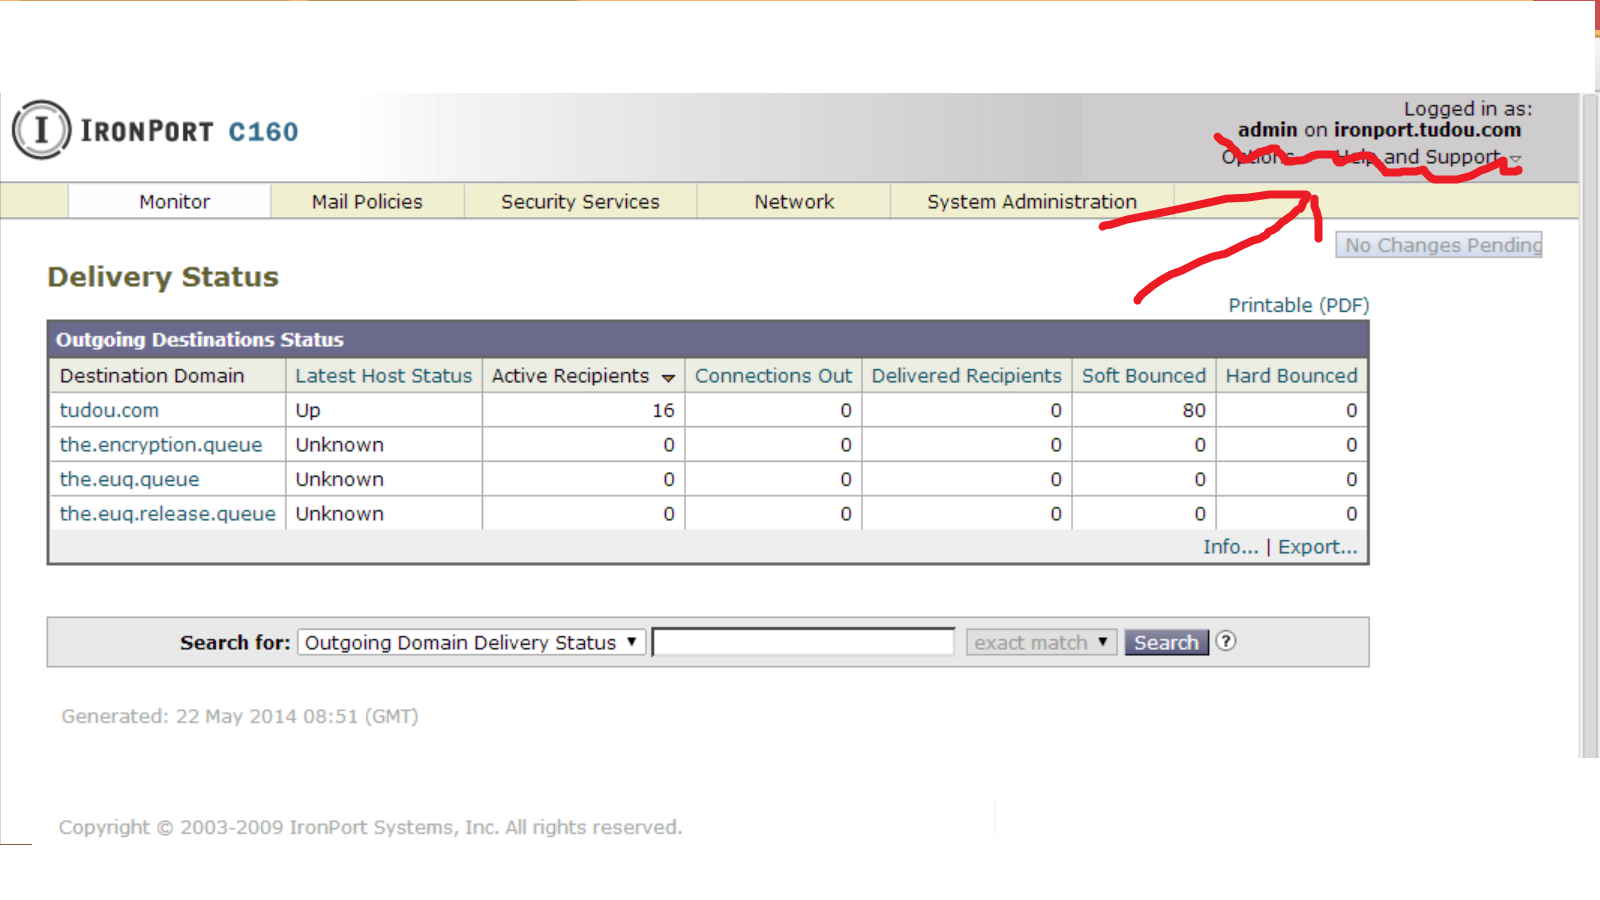 IRONPORT C160
Logged in as:
admin on ironport.tudou.com
Options Help and Support
Monitor Mail Policies Security Services Network System Administration
No Changes Pending
Delivery Status
Printable (PDF)
Outgoing Destinations Status
Destination Domain Latest Host Status Active Recipients Connections Out Delivered Recipients Soft Bounced Hard Bounced
tudou.com Up 16 0 0 80 0
the.encryption.queue Unknown 0 0 0 0 0
the.euq.queue Unknown 0 0 0 0 0
the.euq.release.queue Unknown 0 0 0 0 0
Info... | Export...
Search for: Outgoing Domain Delivery Status exact match Search ?
Generated: 22 May 2014 08:51 (GMT)
Copyright © 2003-2009 IronPort Systems, Inc. All rights reserved.